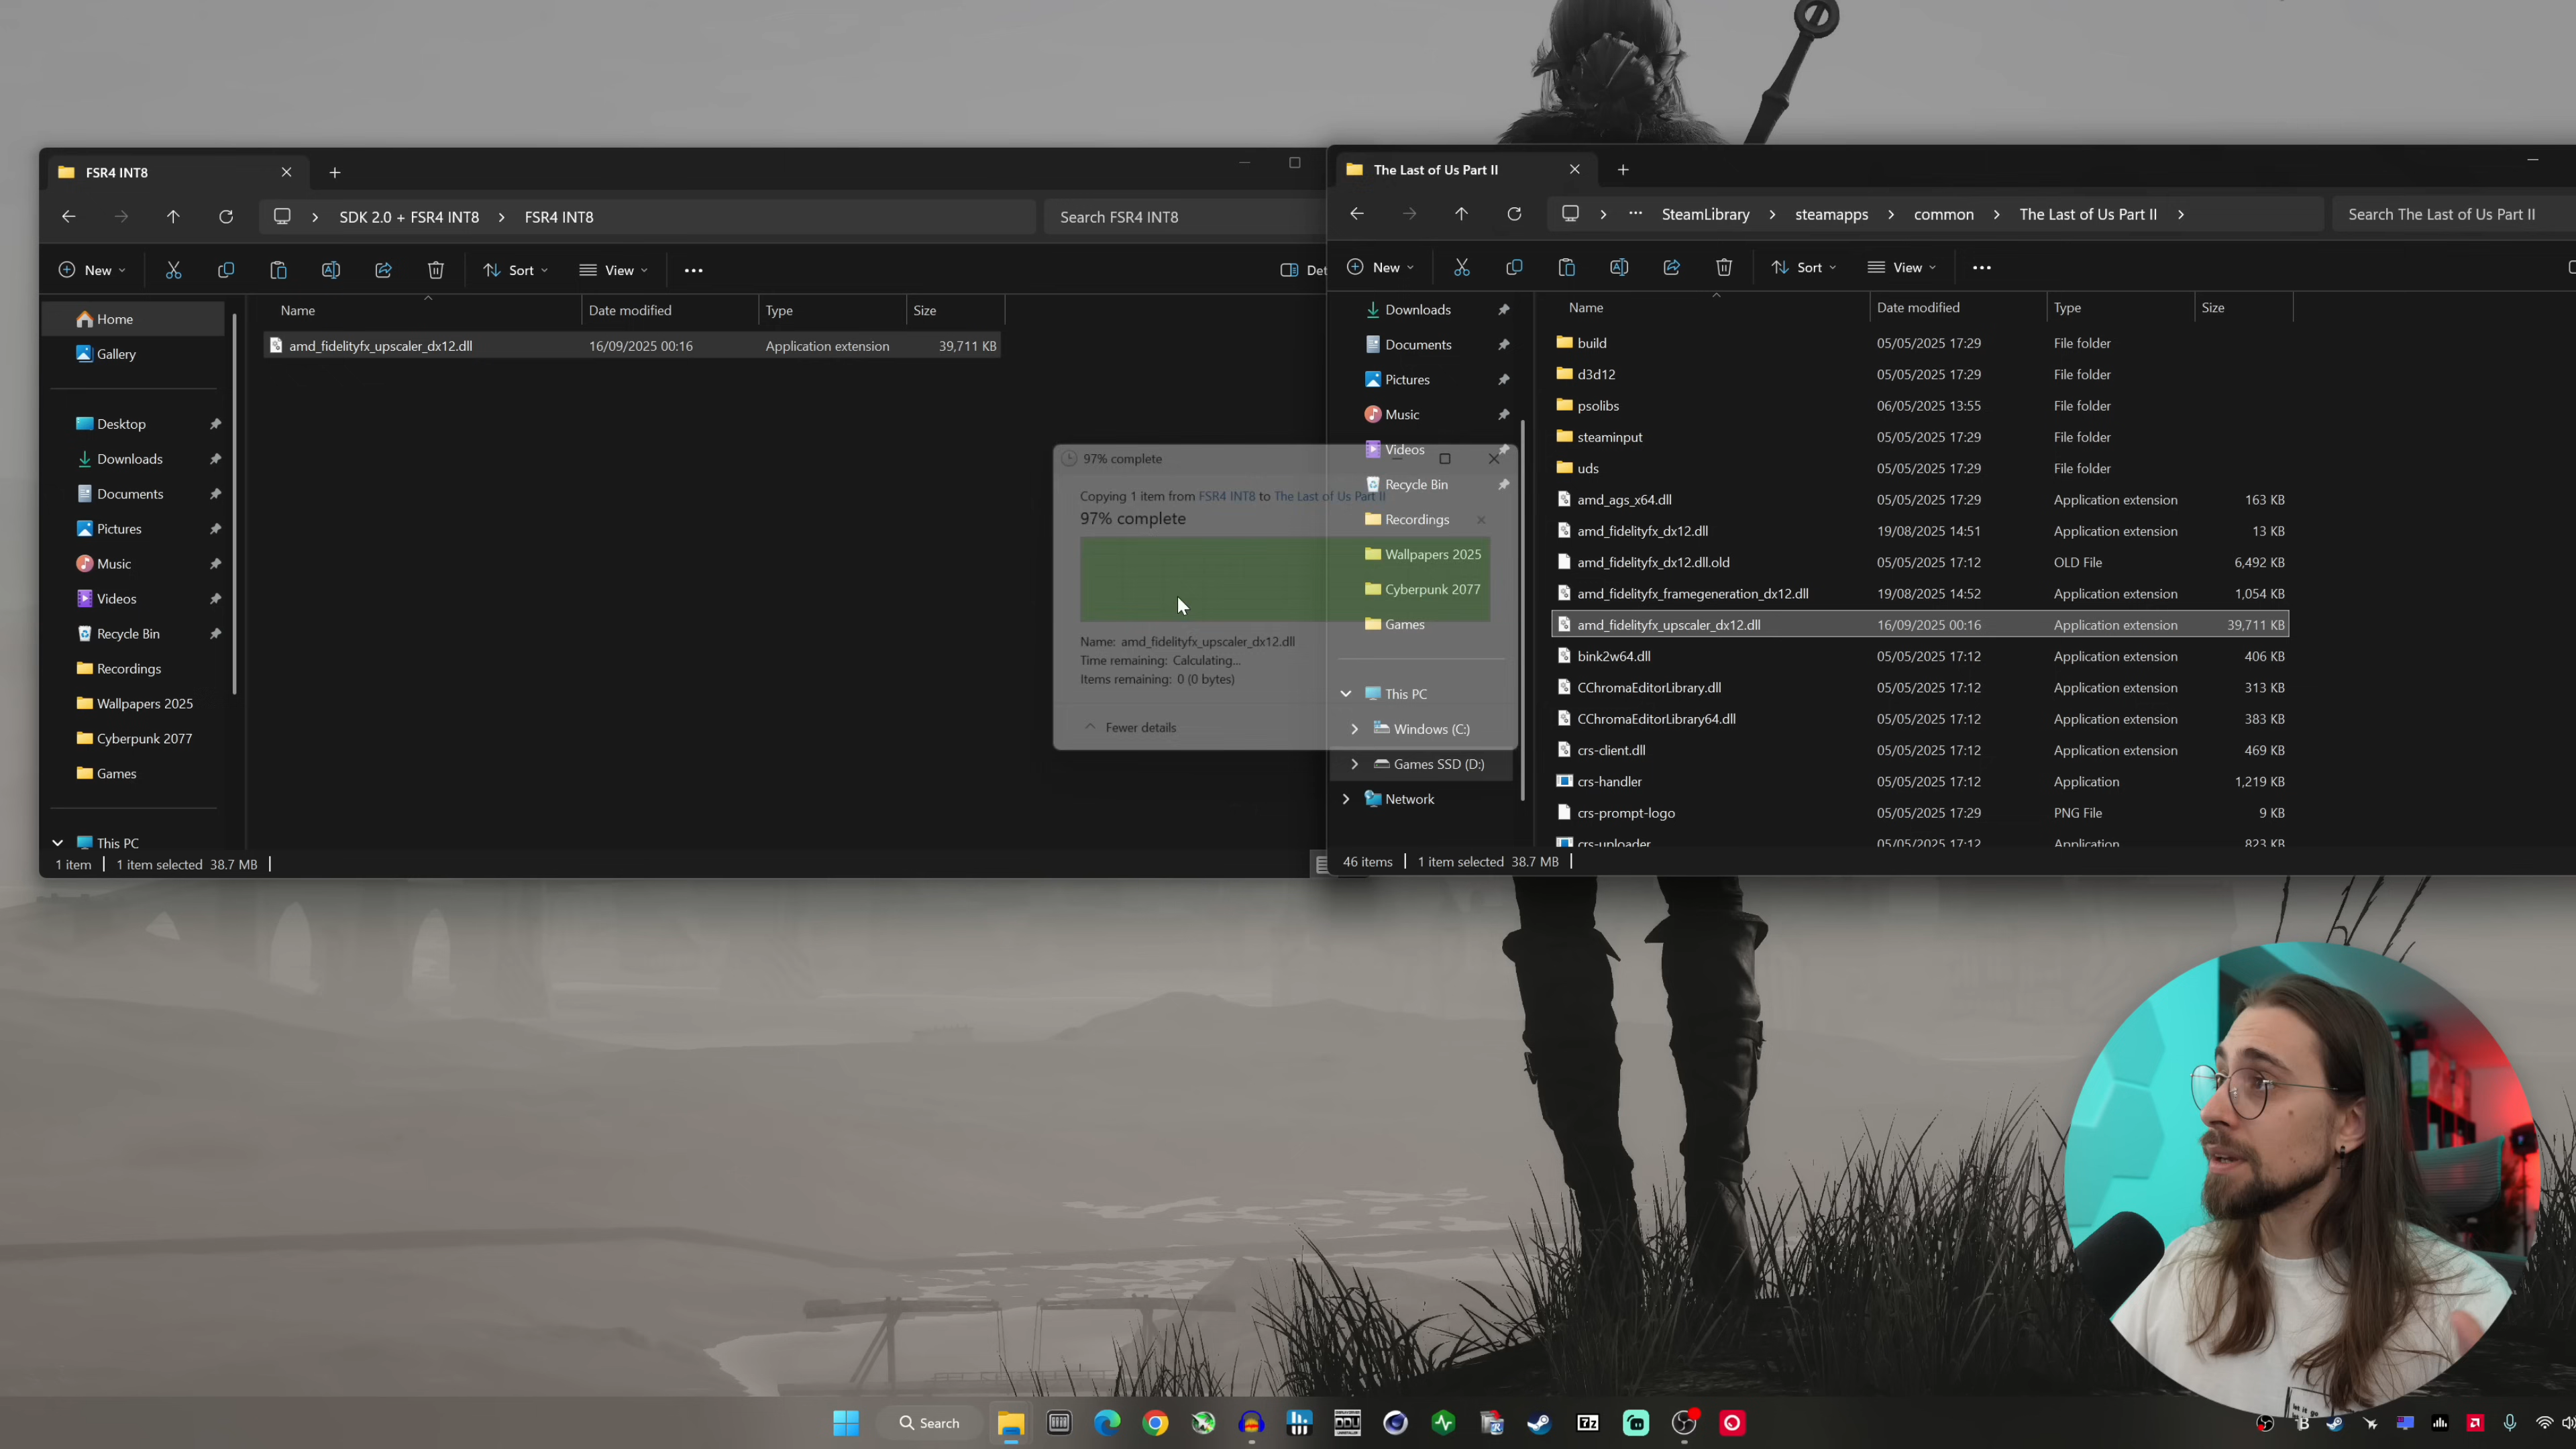 FSR4 INT8
SDK 2.0 + FSR4 INT8 > FSR4 INT8
Search FSR4 INT8
New
Sort
View
Det
Name
Date modified
Type
Size
amd_fidelityfx_upscaler_dx12.dll 16/09/2025 00:16 Application extension 39,711 KB
Home
Gallery
Desktop
Downloads
Documents
Pictures
Music
Videos
Recycle Bin
Recordings
Wallpapers 2025
Cyberpunk 2077
Games
This PC
1 item
1 item selected 38.7 MB
97% complete
Copying 1 item from FSR4 INT8 to The Last of Us Part II
97% complete
Name: amd_fidelityfx_upscaler_dx12.dll
Time remaining: Calculating...
Items remaining: 0 (0 bytes)
Fewer details
The Last of Us Part II
SteamLibrary > steamapps > common > The Last of Us Part II >
Search The Last of Us Part II
New
Sort
View
Downloads
Documents
Pictures
Music
Videos
Recycle Bin
Recordings
Wallpapers 2025
Cyberpunk 2077
Games
This PC
Windows (C:)
Games SSD (D:)
Network
Name
Date modified
Type
Size
build 05/05/2025 17:29 File folder
d3d12 05/05/2025 17:29 File folder
psolibs 06/05/2025 13:55 File folder
steaminput 05/05/2025 17:29 File folder
uds 05/05/2025 17:29 File folder
amd_ags_x64.dll 05/05/2025 17:29 Application extension 163 KB
amd_fidelityfx_dx12.dll 19/08/2025 14:51 Application extension 13 KB
amd_fidelityfx_dx12.dll.old 05/05/2025 17:12 OLD File 6,492 KB
amd_fidelityfx_framegeneration_dx12.dll 19/08/2025 14:52 Application extension 1,054 KB
amd_fidelityfx_upscaler_dx12.dll 16/09/2025 00:16 Application extension 39,711 KB
bink2w64.dll 05/05/2025 17:12 Application extension 406 KB
CChromaEditorLibrary.dll 05/05/2025 17:12 Application extension 313 KB
CChromaEditorLibrary64.dll 05/05/2025 17:12 Application extension 383 KB
crs-client.dll 05/05/2025 17:12 Application extension 469 KB
crs-handler 05/05/2025 17:12 Application 1,219 KB
crs-prompt-logo 05/05/2025 17:29 PNG File 9 KB
crs-uploader 05/05/2025 17:12 Application 823 KB
46 items
1 item selected 38.7 MB
Search
DDU
7z
let it go